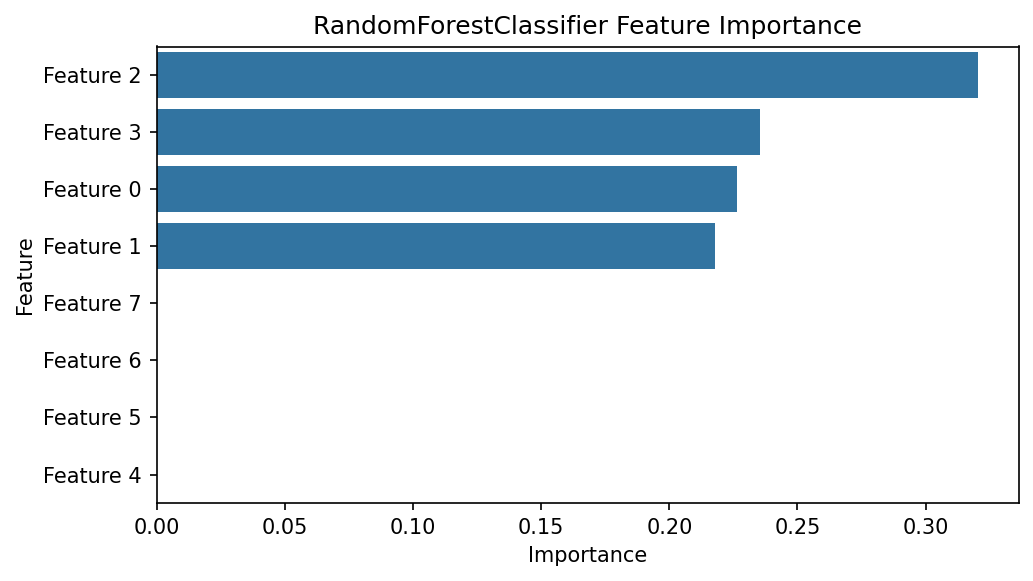 RandomForestClassifier Feature Importance
Feature
Feature 2
Feature 3
Feature 0
Feature 1
Feature 7
Feature 6
Feature 5
Feature 4
0.00 0.05 0.10 0.15 0.20 0.25 0.30
Importance